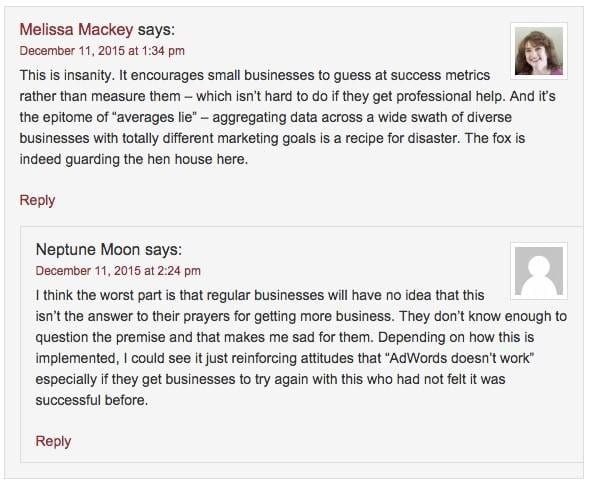 Melissa Mackey says:
December 11, 2015 at 1:34 pm
This is insanity. It encourages small businesses to guess at success metrics
rather than measure them – which isn’t hard to do if they get professional help. And it’s
the epitome of “averages lie” – aggregating data across a wide swath of diverse
businesses with totally different marketing goals is a recipe for disaster. The fox is
indeed guarding the hen house here.
Reply
Neptune Moon says:
December 11, 2015 at 2:24 pm
I think the worst part is that regular businesses will have no idea that this
isn’t the answer to their prayers for getting more business. They don’t know enough to
question the premise and that makes me sad for them. Depending on how this is
implemented, I could see it just reinforcing attitudes that “AdWords doesn’t work”
especially if they get businesses to try again with this who had not felt it was
successful before.
Reply